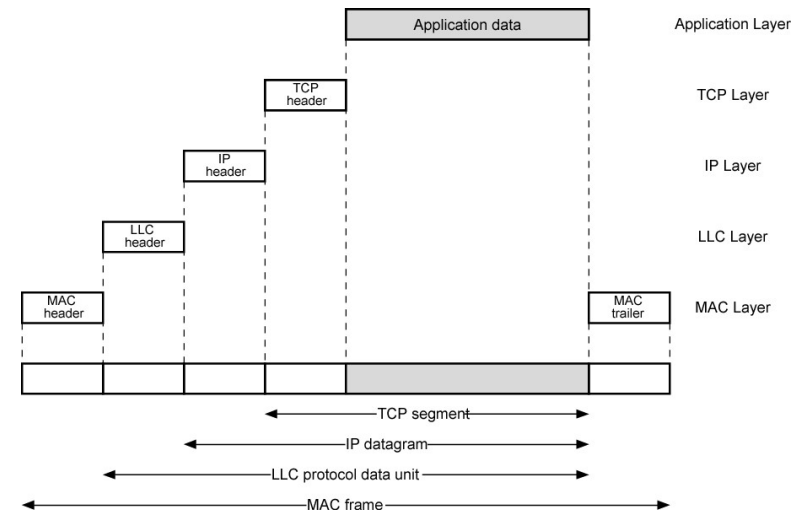 Application data
Application Layer
TCP
header
TCP Layer
IP
header
IP Layer
LLC
header
LLC Layer
MAC
header
MAC
trailer
MAC Layer
TCP segment
IP datagram
LLC protocol data unit
MAC frame